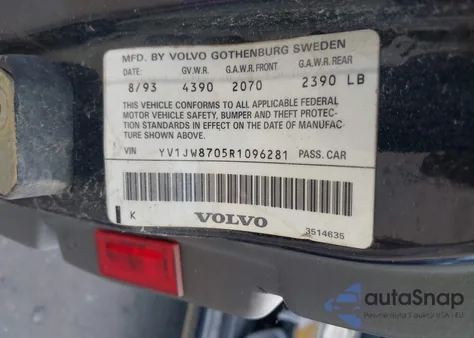 MFD. BY VOLVO GOTHENBURG SWEDEN
DATE: GV.W.R. G.A.W.R. FRONT G.A.W.R. REAR
8/93 4390 2070 2390 LB
THIS VEHICLE CONFORMS TO ALL APPLICABLE FEDERAL
MOTOR VEHICLE SAFETY, BUMPER AND THEFT PROTEC-
TION STANDARDS IN EFFECT ON THE DATE OF MANUFAC-
TURE SHOWN ABOVE.
VIN YV1JW8705R1096281 PASS. CAR
K VOLVO 3514635
autoSnap